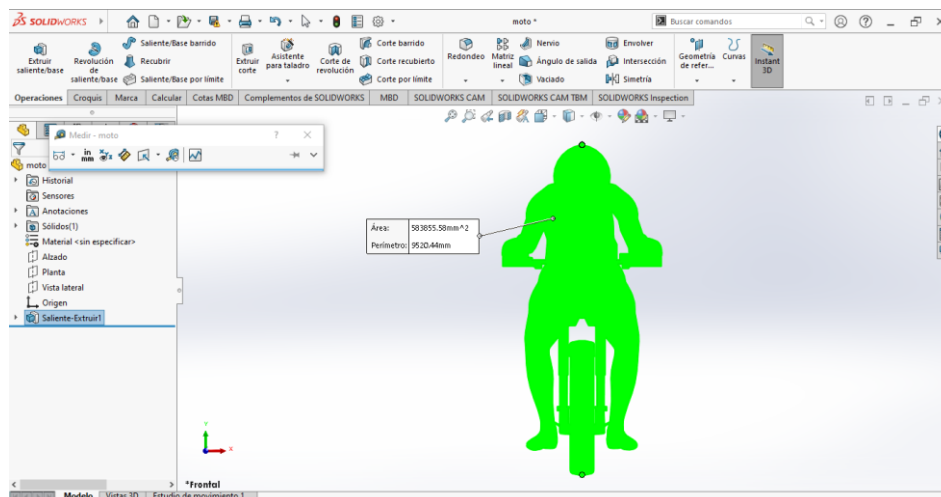 SOLIDWORKS
moto *
Buscar comandos
Extruir saliente/base
Revolución de saliente/base
Saliente/Base barrido
Recubrir
Saliente/Base por límite
Extruir corte
Asistente para taladro
Corte de revolución
Corte barrido
Corte recubierto
Corte por límite
Redondeo
Matriz lineal
Nervio
Ángulo de salida
Vaciado
Envolver
Intersección
Simetría
Geometría de refer...
Curvas
Instant 3D
Operaciones
Croquis
Marca
Calcular
Cotas MBD
Complementos de SOLIDWORKS
MBD
SOLIDWORKS CAM
SOLIDWORKS CAM TBM
SOLIDWORKS Inspection
Medir - moto
in
mm
moto
Historial
Sensores
Anotaciones
Sólidos(1)
Material <sin especificar>
Alzado
Planta
Vista lateral
Origen
Saliente-Extruir1
Área: 583855.58mm^2
Perímetro: 9520.44mm
Y
X
*Frontal
Modelo
Vistas 3D
Estudio de movimiento 1